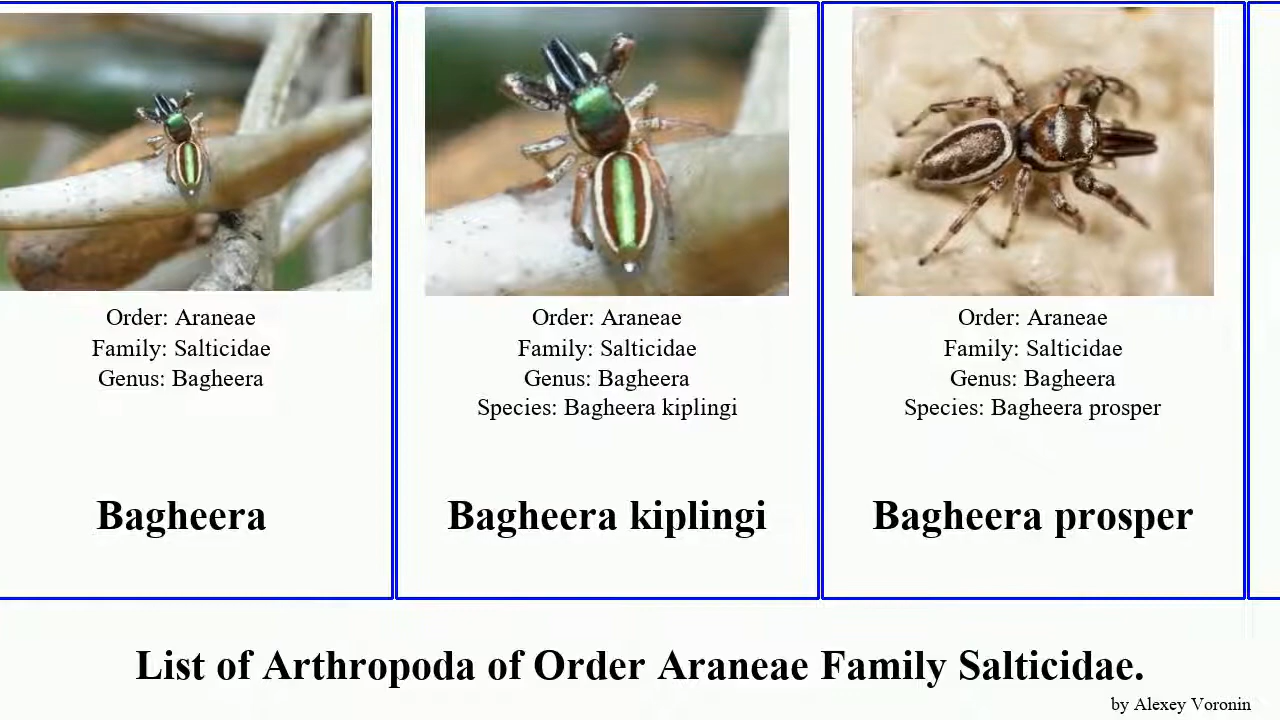 Order: Araneae
Family: Salticidae
Genus: Bagheera
Bagheera
Order: Araneae
Family: Salticidae
Genus: Bagheera
Species: Bagheera kiplingi
Bagheera kiplingi
Order: Araneae
Family: Salticidae
Genus: Bagheera
Species: Bagheera prosper
Bagheera prosper
List of Arthropoda of Order Araneae Family Salticidae.
by Alexey Voronin